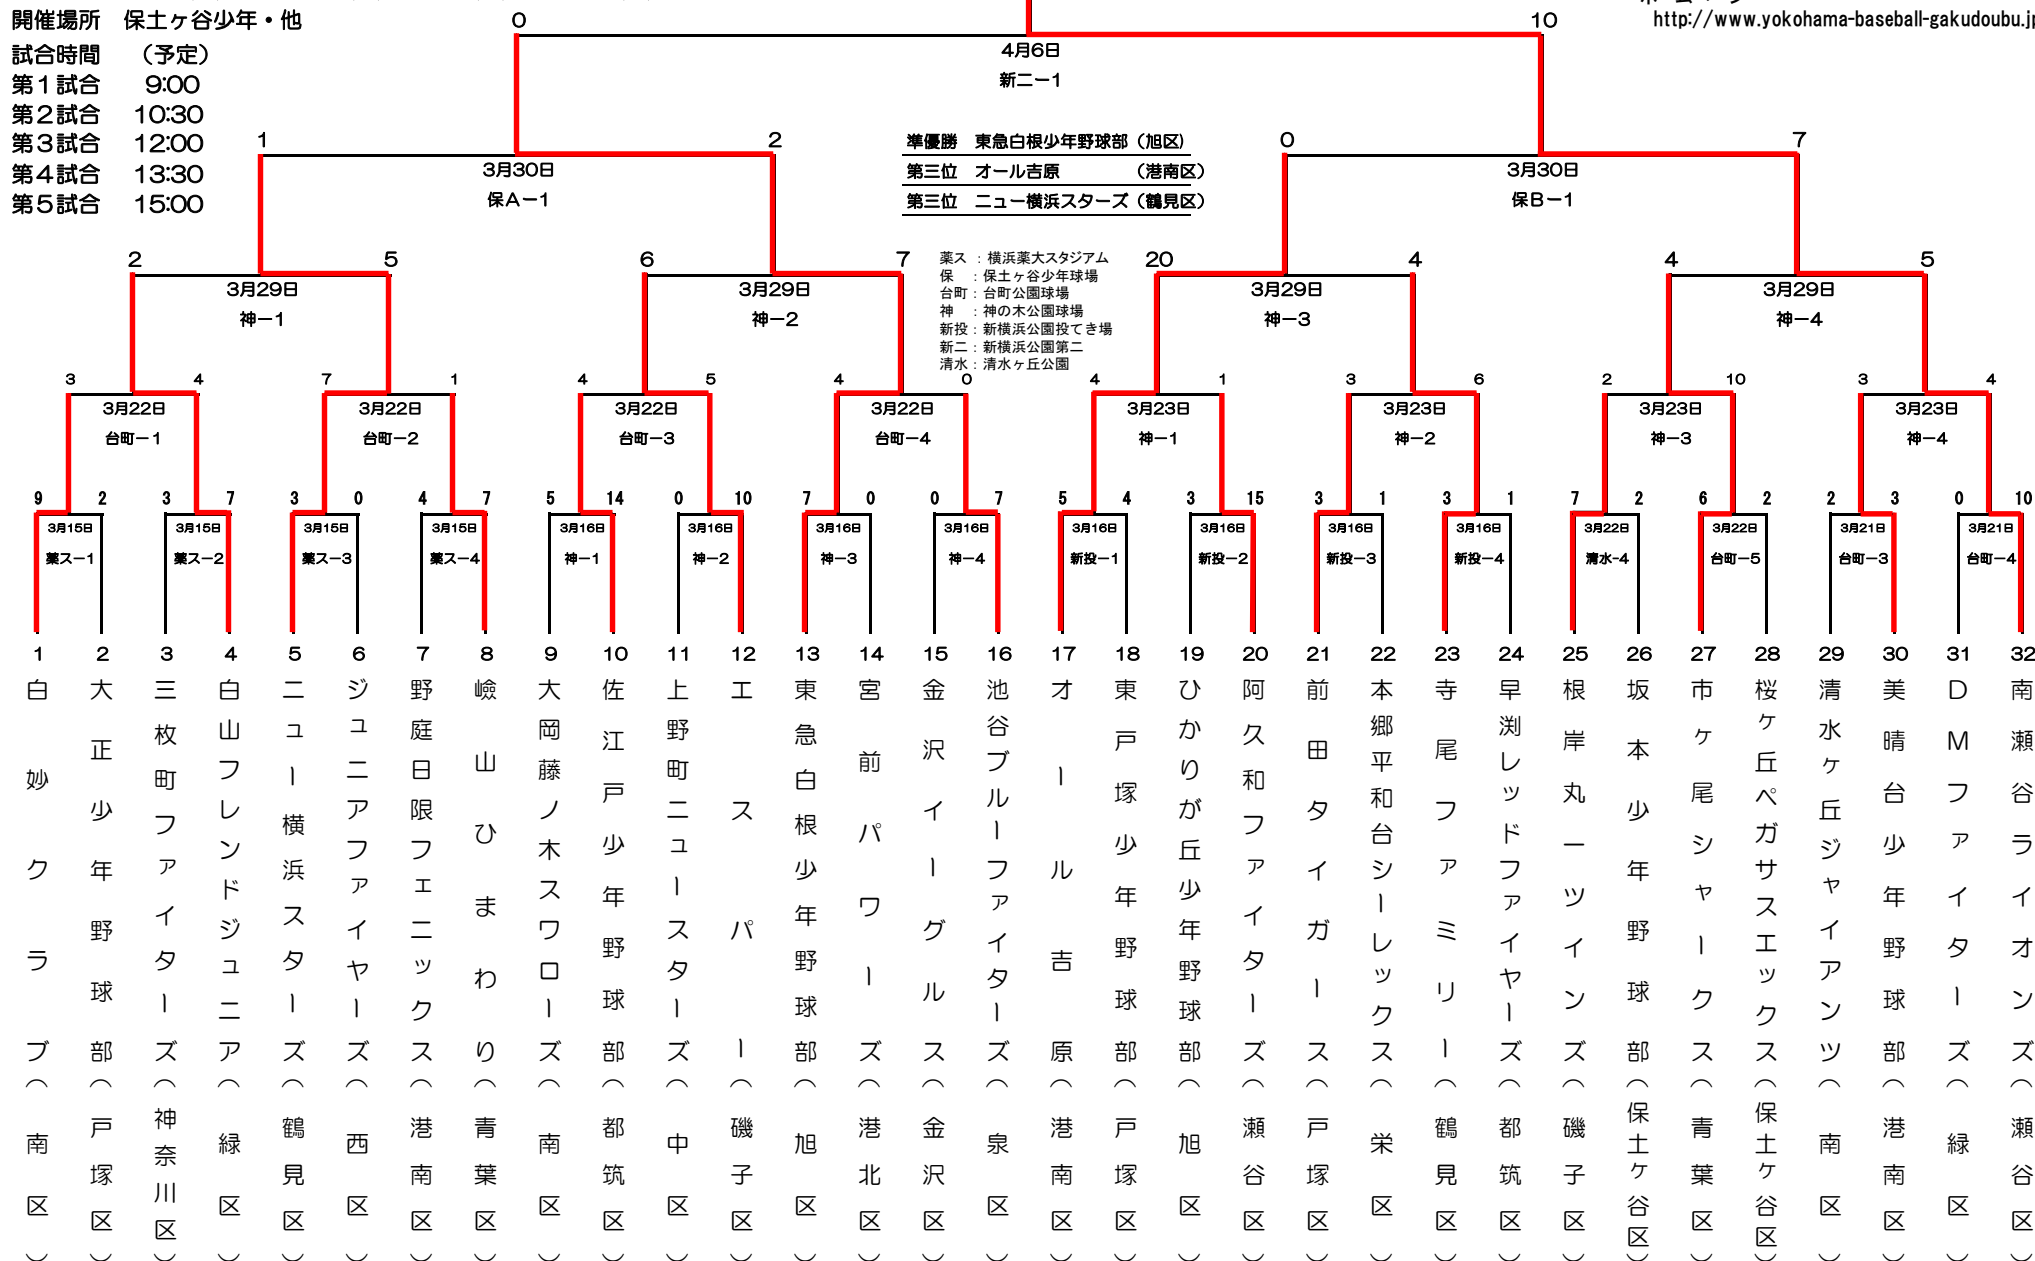 開催場所 保土ヶ谷少年・他
http://www.yokohama-baseball-gakudoubu.jp
試合時間 (予定)
第1試合 9:00
第2試合 10:30
第3試合 12:00
第4試合 13:30
第5試合 15:00
0 10
4月6日
新二ー1
準優勝 東急白根少年野球部(旭区)
第三位 オール吉原 (港南区)
第三位 ニュー横浜スターズ(鶴見区)
1 2 0 7
3月30日 3月30日
保Aー1 保Bー1
薬ス:横浜薬大スタジアム
保 :保土ヶ谷少年球場
台町:台町公園球場
神 :神の木公園球場
新投:新横浜公園投てき場
新二:新横浜公園第二
清水:清水ヶ丘公園
2 5 6 7 20 4 4 5
3月29日 3月29日 3月29日 3月29日
神ー1 神ー2 神ー3 神ー4
3 4 7 1 4 5 4 0 4 1 3 6 2 10 3 4
3月22日 3月22日 3月22日 3月22日 3月23日 3月23日 3月23日 3月23日
台町ー1 台町ー2 台町ー3 台町ー4 神ー1 神ー2 神ー3 神ー4
9 2 3 7 3 0 4 7 5 14 0 10 7 0 0 7 5 4 3 15 3 1 3 1 7 2 6 2 2 3 0 10
3月15日 3月15日 3月15日 3月15日 3月16日 3月16日 3月16日 3月16日 3月16日 3月16日 3月16日 3月16日 3月22日 3月22日 3月21日 3月21日
薬スー1 薬スー2 薬スー3 薬スー4 神ー1 神ー2 神ー3 神ー4 新投ー1 新投ー2 新投ー3 新投ー4 清水-4 台町ー5 台町ー3 台町ー4
1 白妙クラブ(南区)
2 大正少年野球部(戸塚区)
3 三枚町ファイターズ(神奈川区)
4 白山フレンドジュニア(緑区)
5 ニュー横浜スターズ(鶴見区)
6 ジュニアファイヤーズ(西区)
7 野庭日限フェニックス(港南区)
8 嶮山ひまわり(青葉区)
9 大岡藤ノ木スワローズ(南区)
10 佐江戸少年野球部(都筑区)
11 上野町ニュースターズ(中区)
12 エスパー(磯子区)
13 東急白根少年野球部(旭区)
14 宮前パワーズ(港北区)
15 金沢イーグルス(金沢区)
16 池谷ブルーファイターズ(泉区)
17 オール吉原(港南区)
18 東戸塚少年野球部(戸塚区)
19 ひかりが丘少年野球部(旭区)
20 阿久和ファイターズ(瀬谷区)
21 前田タイガース(戸塚区)
22 本郷平和台シーレックス(栄区)
23 寺尾ファミリー(鶴見区)
24 早渕レッドファイヤーズ(都筑区)
25 根岸丸一ツインズ(磯子区)
26 坂本少年野球部(保土ヶ谷区)
27 市ヶ尾シャークス(青葉区)
28 桜ヶ丘ペガサスエックス(保土ヶ谷区)
29 清水ヶ丘ジャイアンツ(南区)
30 美晴台少年野球部(港南区)
31 DMファイターズ(緑区)
32 南瀬谷ライオンズ(瀬谷区)